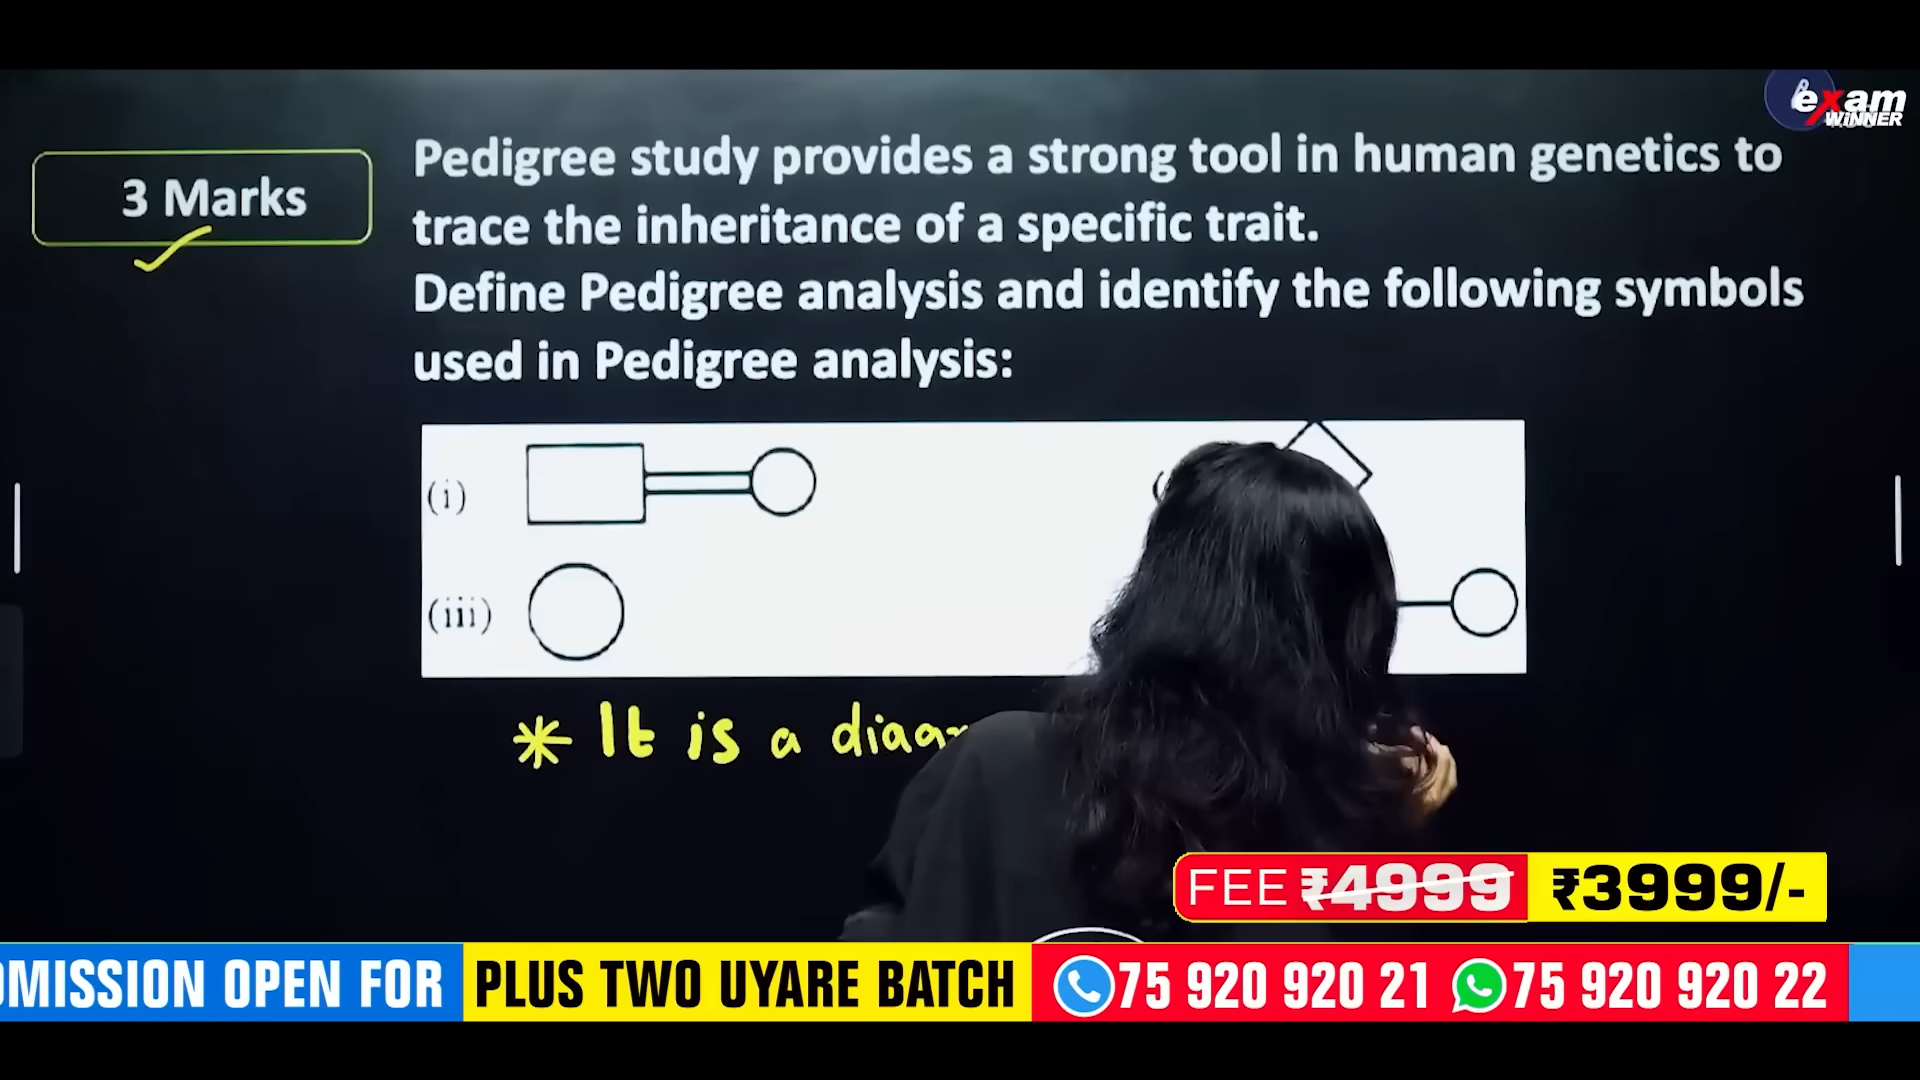 exam
WINNER
3 Marks
Pedigree study provides a strong tool in human genetics to
trace the inheritance of a specific trait.
Define Pedigree analysis and identify the following symbols
used in Pedigree analysis:
(i)
(iii)
* It is a
FEE ₹4999 ₹3999/-
OPEN FOR PLUS TWO UYARE BATCH 75 920 920 21 75 920 920 22